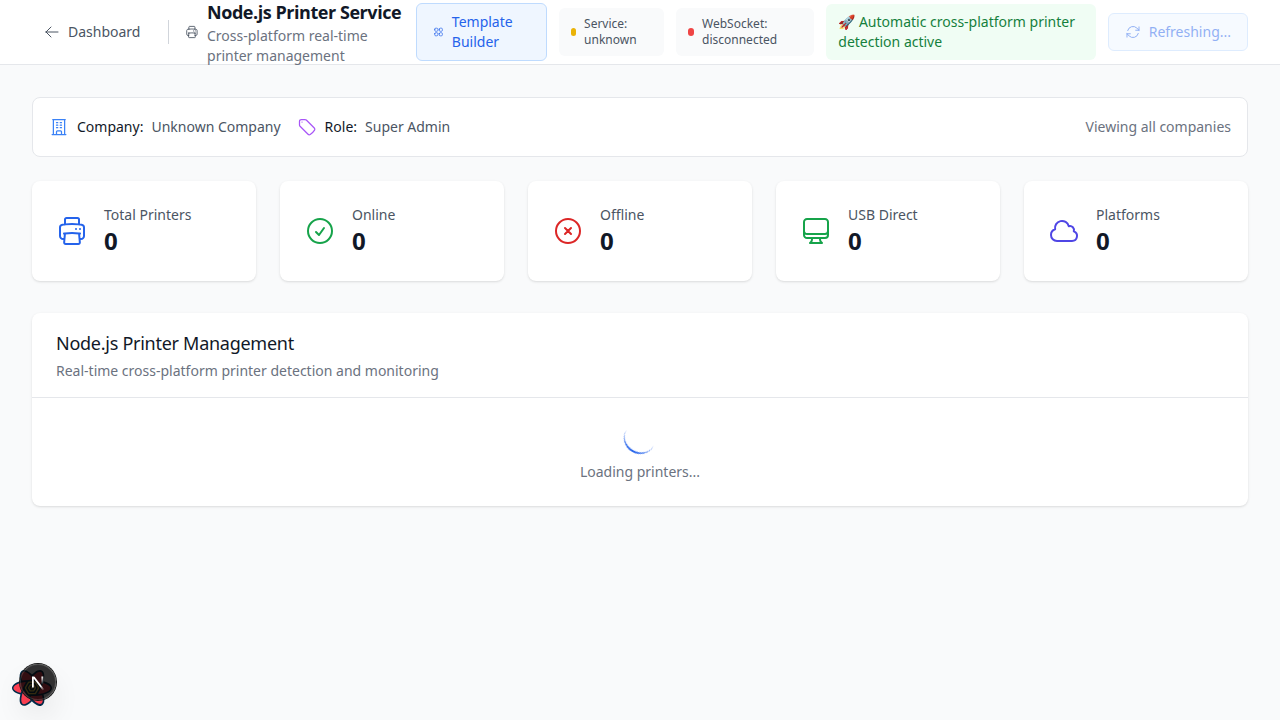 Dashboard
Node.js Printer Service
Cross-platform real-time
printer management
Template
Builder
Service:
unknown
WebSocket:
disconnected
🚀 Automatic cross-platform printer
detection active
Refreshing...
Company: Unknown Company
Role: Super Admin
Viewing all companies
Total Printers
0
Online
0
Offline
0
USB Direct
0
Platforms
0
Node.js Printer Management
Real-time cross-platform printer detection and monitoring
Loading printers...
N